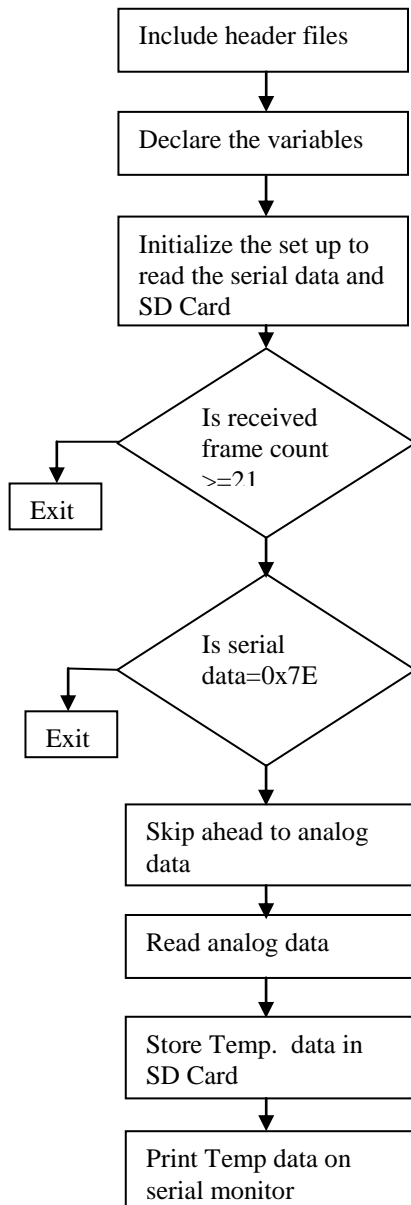 Include header files
Declare the variables
Initialize the set up to
read the serial data and
SD Card
Is received
frame count
>=21
Exit
Is serial
data=0x7E
Exit
Skip ahead to analog
data
Read analog data
Store Temp. data in
SD Card
Print Temp data on
serial monitor